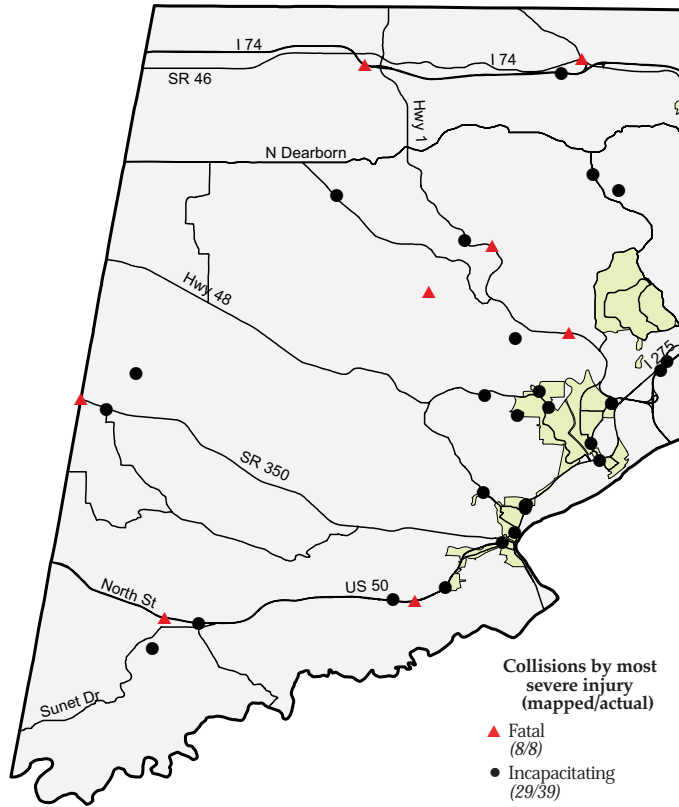 I 74
I 74
SR 46
Hwy 1
N Dearborn
Hwy 48
I 275
SR 350
North St
US 50
Sunet Dr
Collisions by most
severe injury
(mapped/actual)
Fatal
(8/8)
Incapacitating
(29/39)